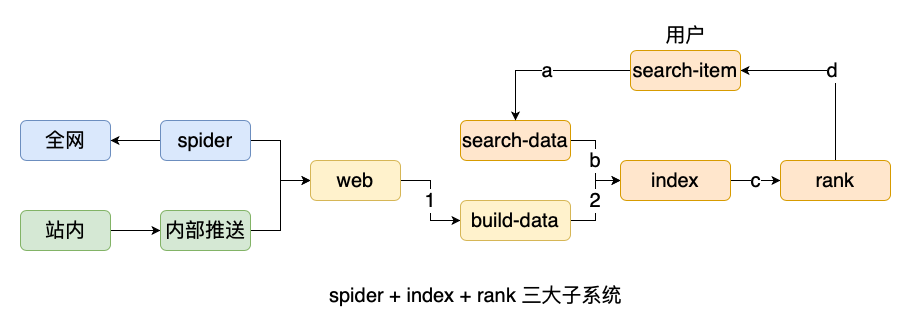 用户
search-item
a
d
全网
spider
search-data
b
web
index
c
rank
1
2
站内
内部推送
build-data
spider + index + rank 三大子系统